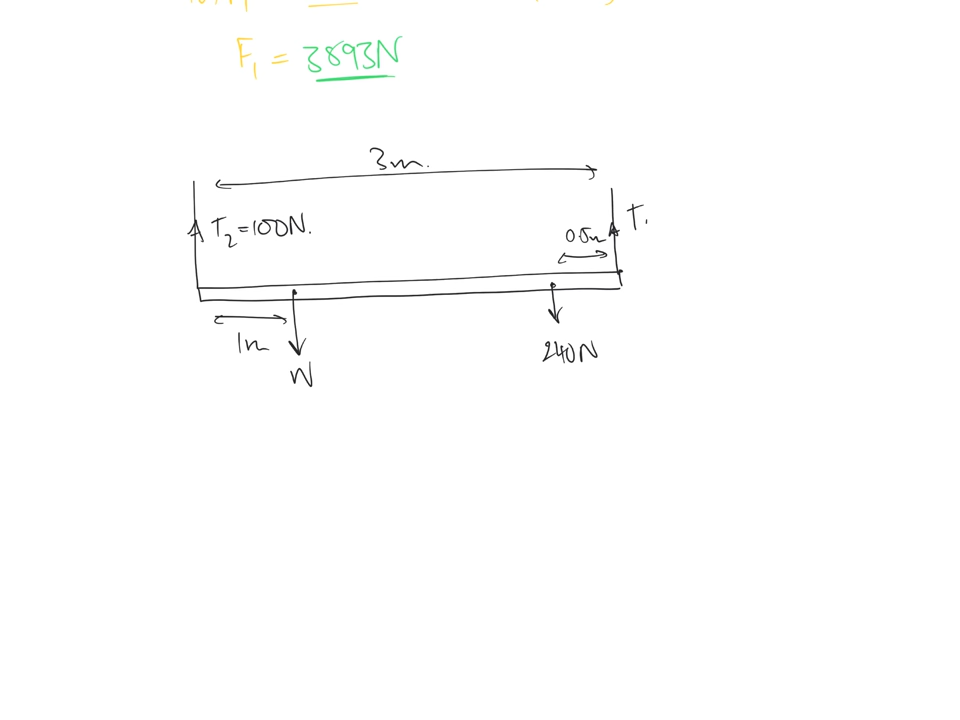 F₁ = 3893N
3m.
T₂ = 100N.
0.5m
T₁
1m
W
240N